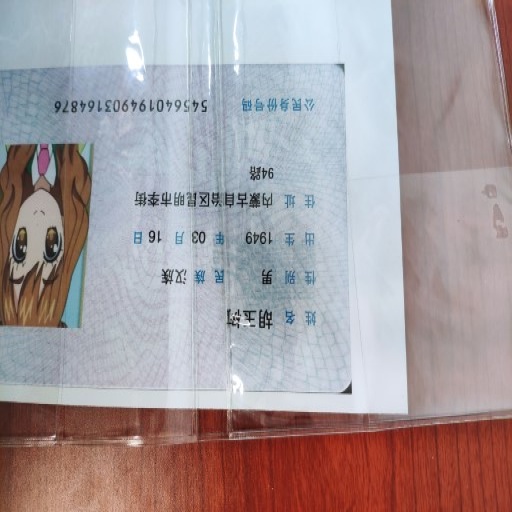 姓名 胡玉
性别 男 民族 汉族
出生 1949 年 03 月 16 日
住址 内蒙古自治区昆明市李街
94路
公民身份号码 545640194903164876